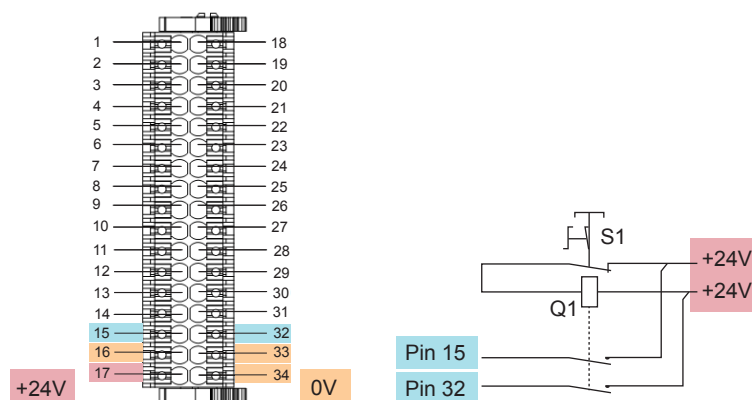 1 18
2 19
3 20
4 21
5 22
6 23
7 24
8 25
9 26
10 27
11 28
12 29
13 30
14 31
15 32
16 33
+24V 17 34 0V
S1
+24V
+24V
Q1
Pin 15
Pin 32